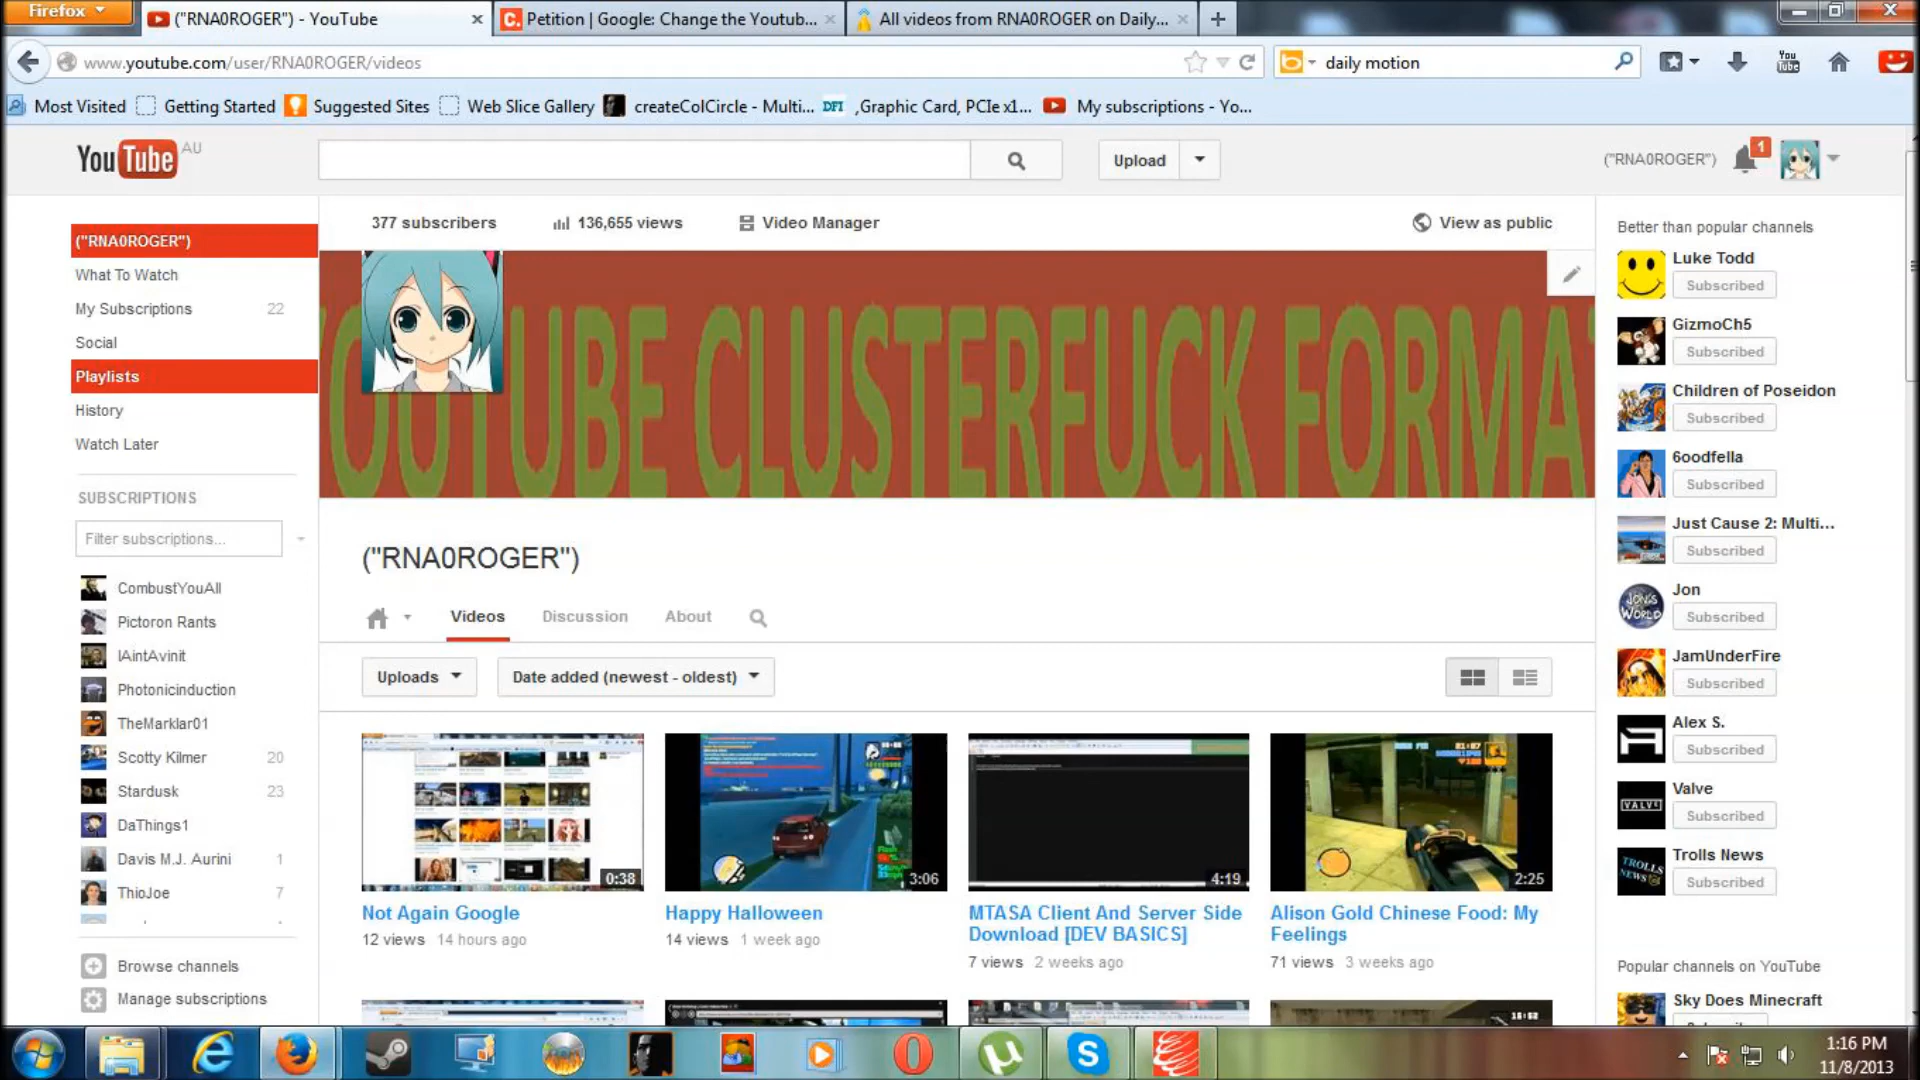 Firefox
("RNA0ROGER") - YouTube
Petition | Google: Change the Youtub...
All videos from RNA0ROGER on Daily...
www.youtube.com/user/RNA0ROGER/videos
daily motion
You Tube
Most Visited
Getting Started
Suggested Sites
Web Slice Gallery
createColCircle - Multi...
DFI
,Graphic Card, PCIe x1...
My subscriptions - Yo...
YouTube AU
Upload
("RNA0ROGER")
1
("RNA0ROGER")
What To Watch
My Subscriptions 22
Social
Playlists
History
Watch Later
SUBSCRIPTIONS
Filter subscriptions...
CombustYouAll
Pictoron Rants
IAintAvinit
Photonicinduction
TheMarklar01
Scotty Kilmer 20
Stardusk 23
DaThings1
Davis M.J. Aurini 1
ThioJoe 7
Browse channels
Manage subscriptions
377 subscribers
136,655 views
Video Manager
View as public
YOUTUBE CLUSTERFUCK FORMAT
("RNA0ROGER")
Videos
Discussion
About
Uploads
Date added (newest - oldest)
0:38
Not Again Google
12 views 14 hours ago
3:06
Happy Halloween
14 views 1 week ago
4:19
MTASA Client And Server Side
Download [DEV BASICS]
7 views 2 weeks ago
2:25
Alison Gold Chinese Food: My
Feelings
71 views 3 weeks ago
Better than popular channels
Luke Todd
Subscribed
GizmoCh5
Subscribed
Children of Poseidon
Subscribed
6oodfella
Subscribed
Just Cause 2: Multi...
Subscribed
JON'S WORLD
Jon
Subscribed
JamUnderFire
Subscribed
Alex S.
Subscribed
VALVE
Valve
Subscribed
TROLLS NEWS
Trolls News
Subscribed
Popular channels on YouTube
Sky Does Minecraft
1:16 PM
11/8/2013